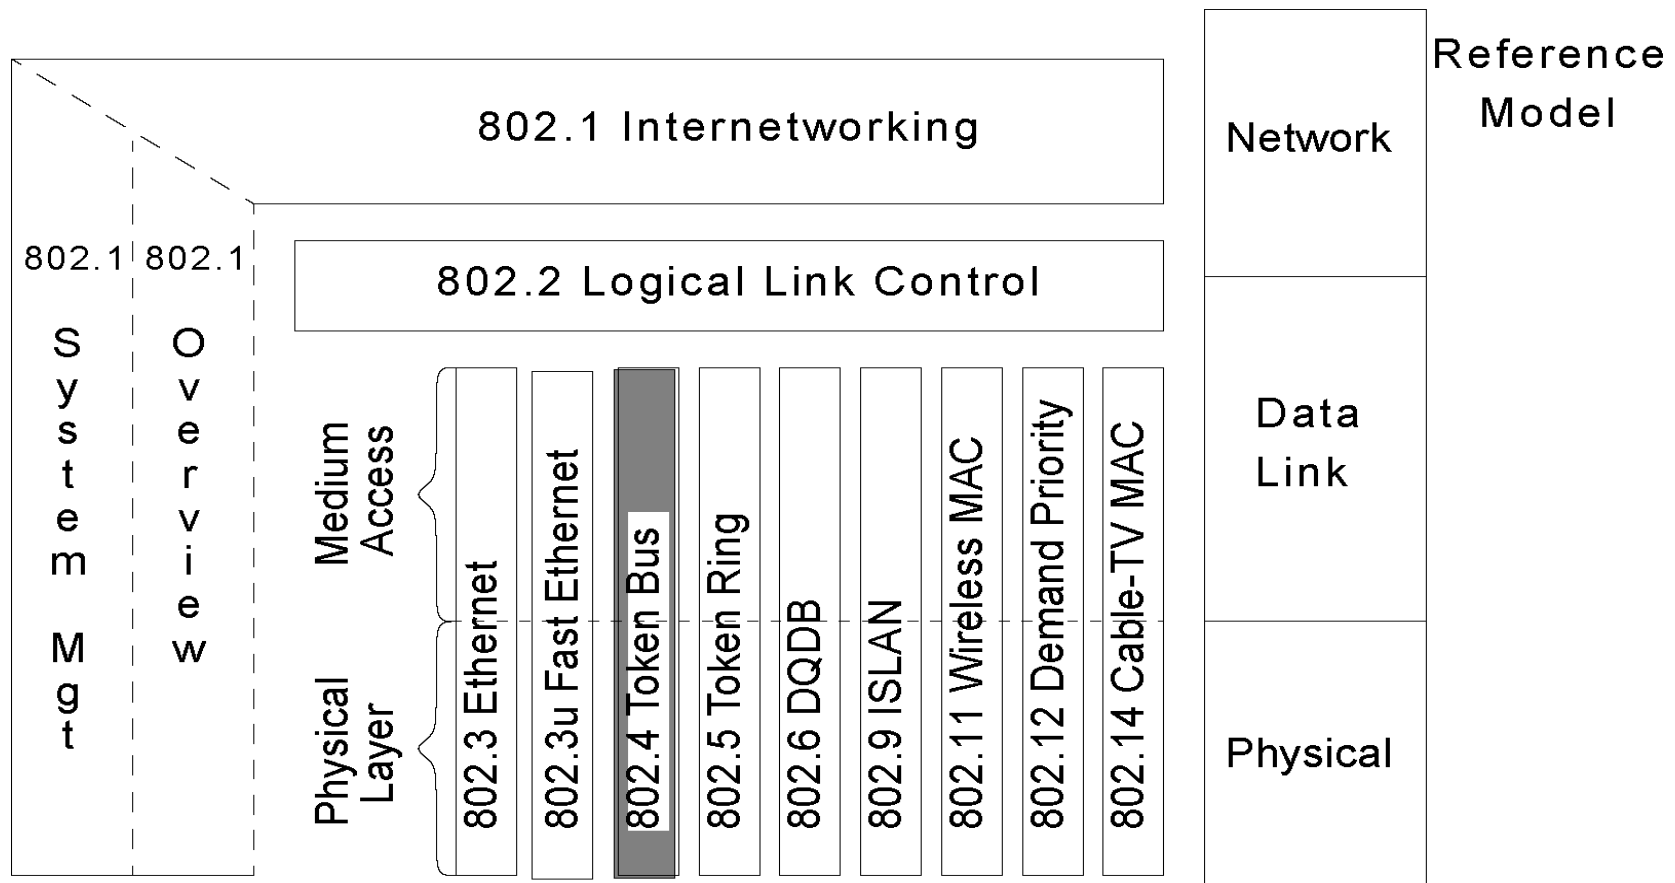 Reference
Model
802.1 Internetworking
Network
802.1
802.1
802.2 Logical Link Control
System Mgt
Overview
Medium
Access
Data
Link
Physical
Layer
802.3 Ethernet
802.3u Fast Ethernet
802.4 Token Bus
802.5 Token Ring
802.6 DQDB
802.9 ISLAN
802.11 Wireless MAC
802.12 Demand Priority
802.14 Cable-TV MAC
Physical